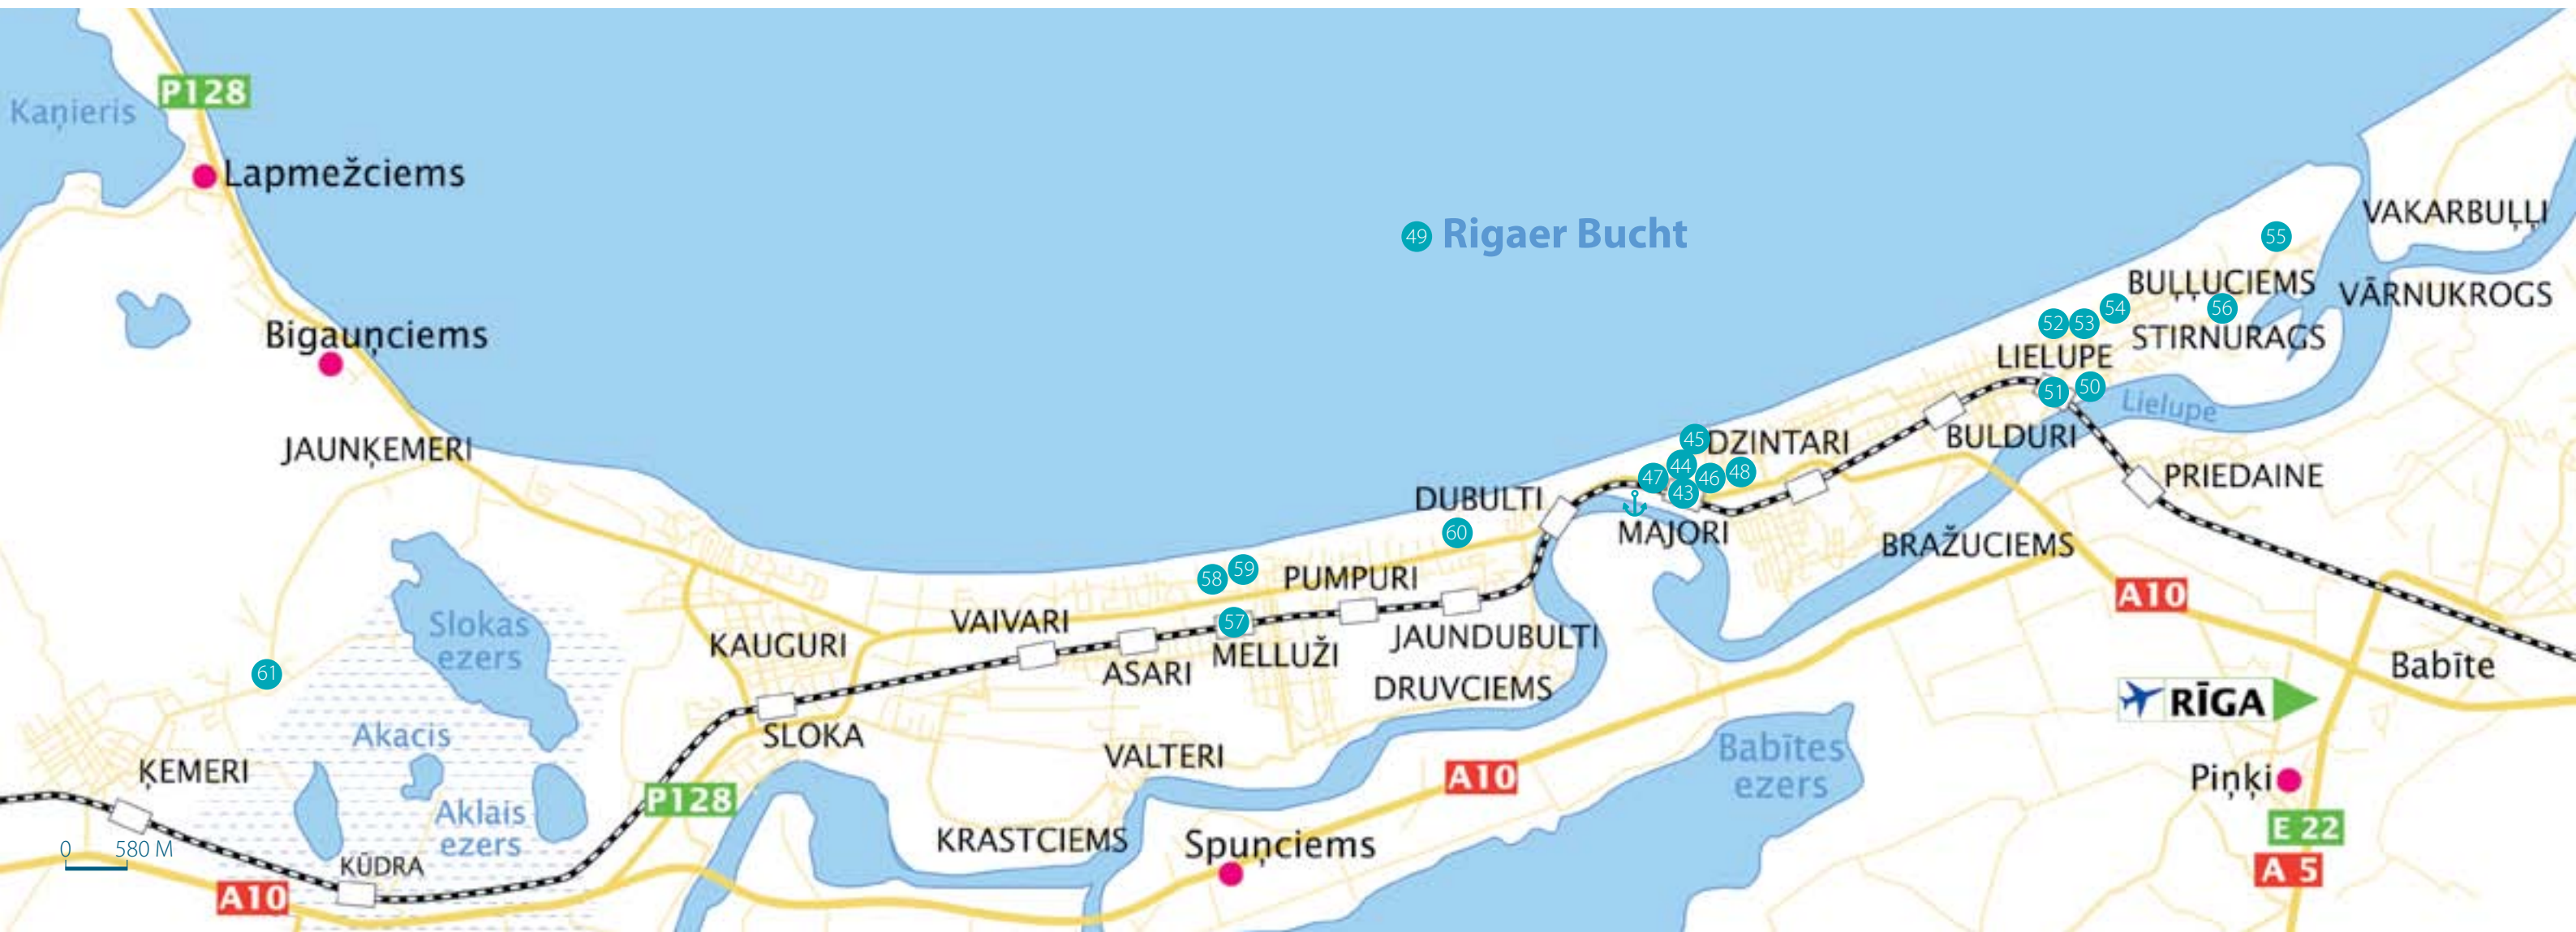 P128
Kaņieris
Lapmežciems
49 Rigaer Bucht
VAKARBUĻĻI
55
BUĻĻUCIEMS
VĀRNUKROGS
54
56
52
53
STIRNURAGS
Bigauņciems
LIELUPE
51
50
Lielupe
JAUNĶEMERI
45
DZINTARI
BULDURI
44
47
46
48
43
PRIEDAINE
DUBULTI
60
MAJORI
BRAŽUCIEMS
58
59
PUMPURI
A10
57
VAIVARI
Slokas
ezers
KAUGURI
JAUNDUBULTI
ASARI
MELLUŽI
61
Babīte
DRUVCIEMS
RĪGA
Akacis
SLOKA
VALTERI
Babītes
ezers
ĶEMERI
A10
Piņķi
P128
Aklais
ezers
E 22
KRASTCIEMS
Spuņciems
0 580 M
KŪDRA
A 5
A10